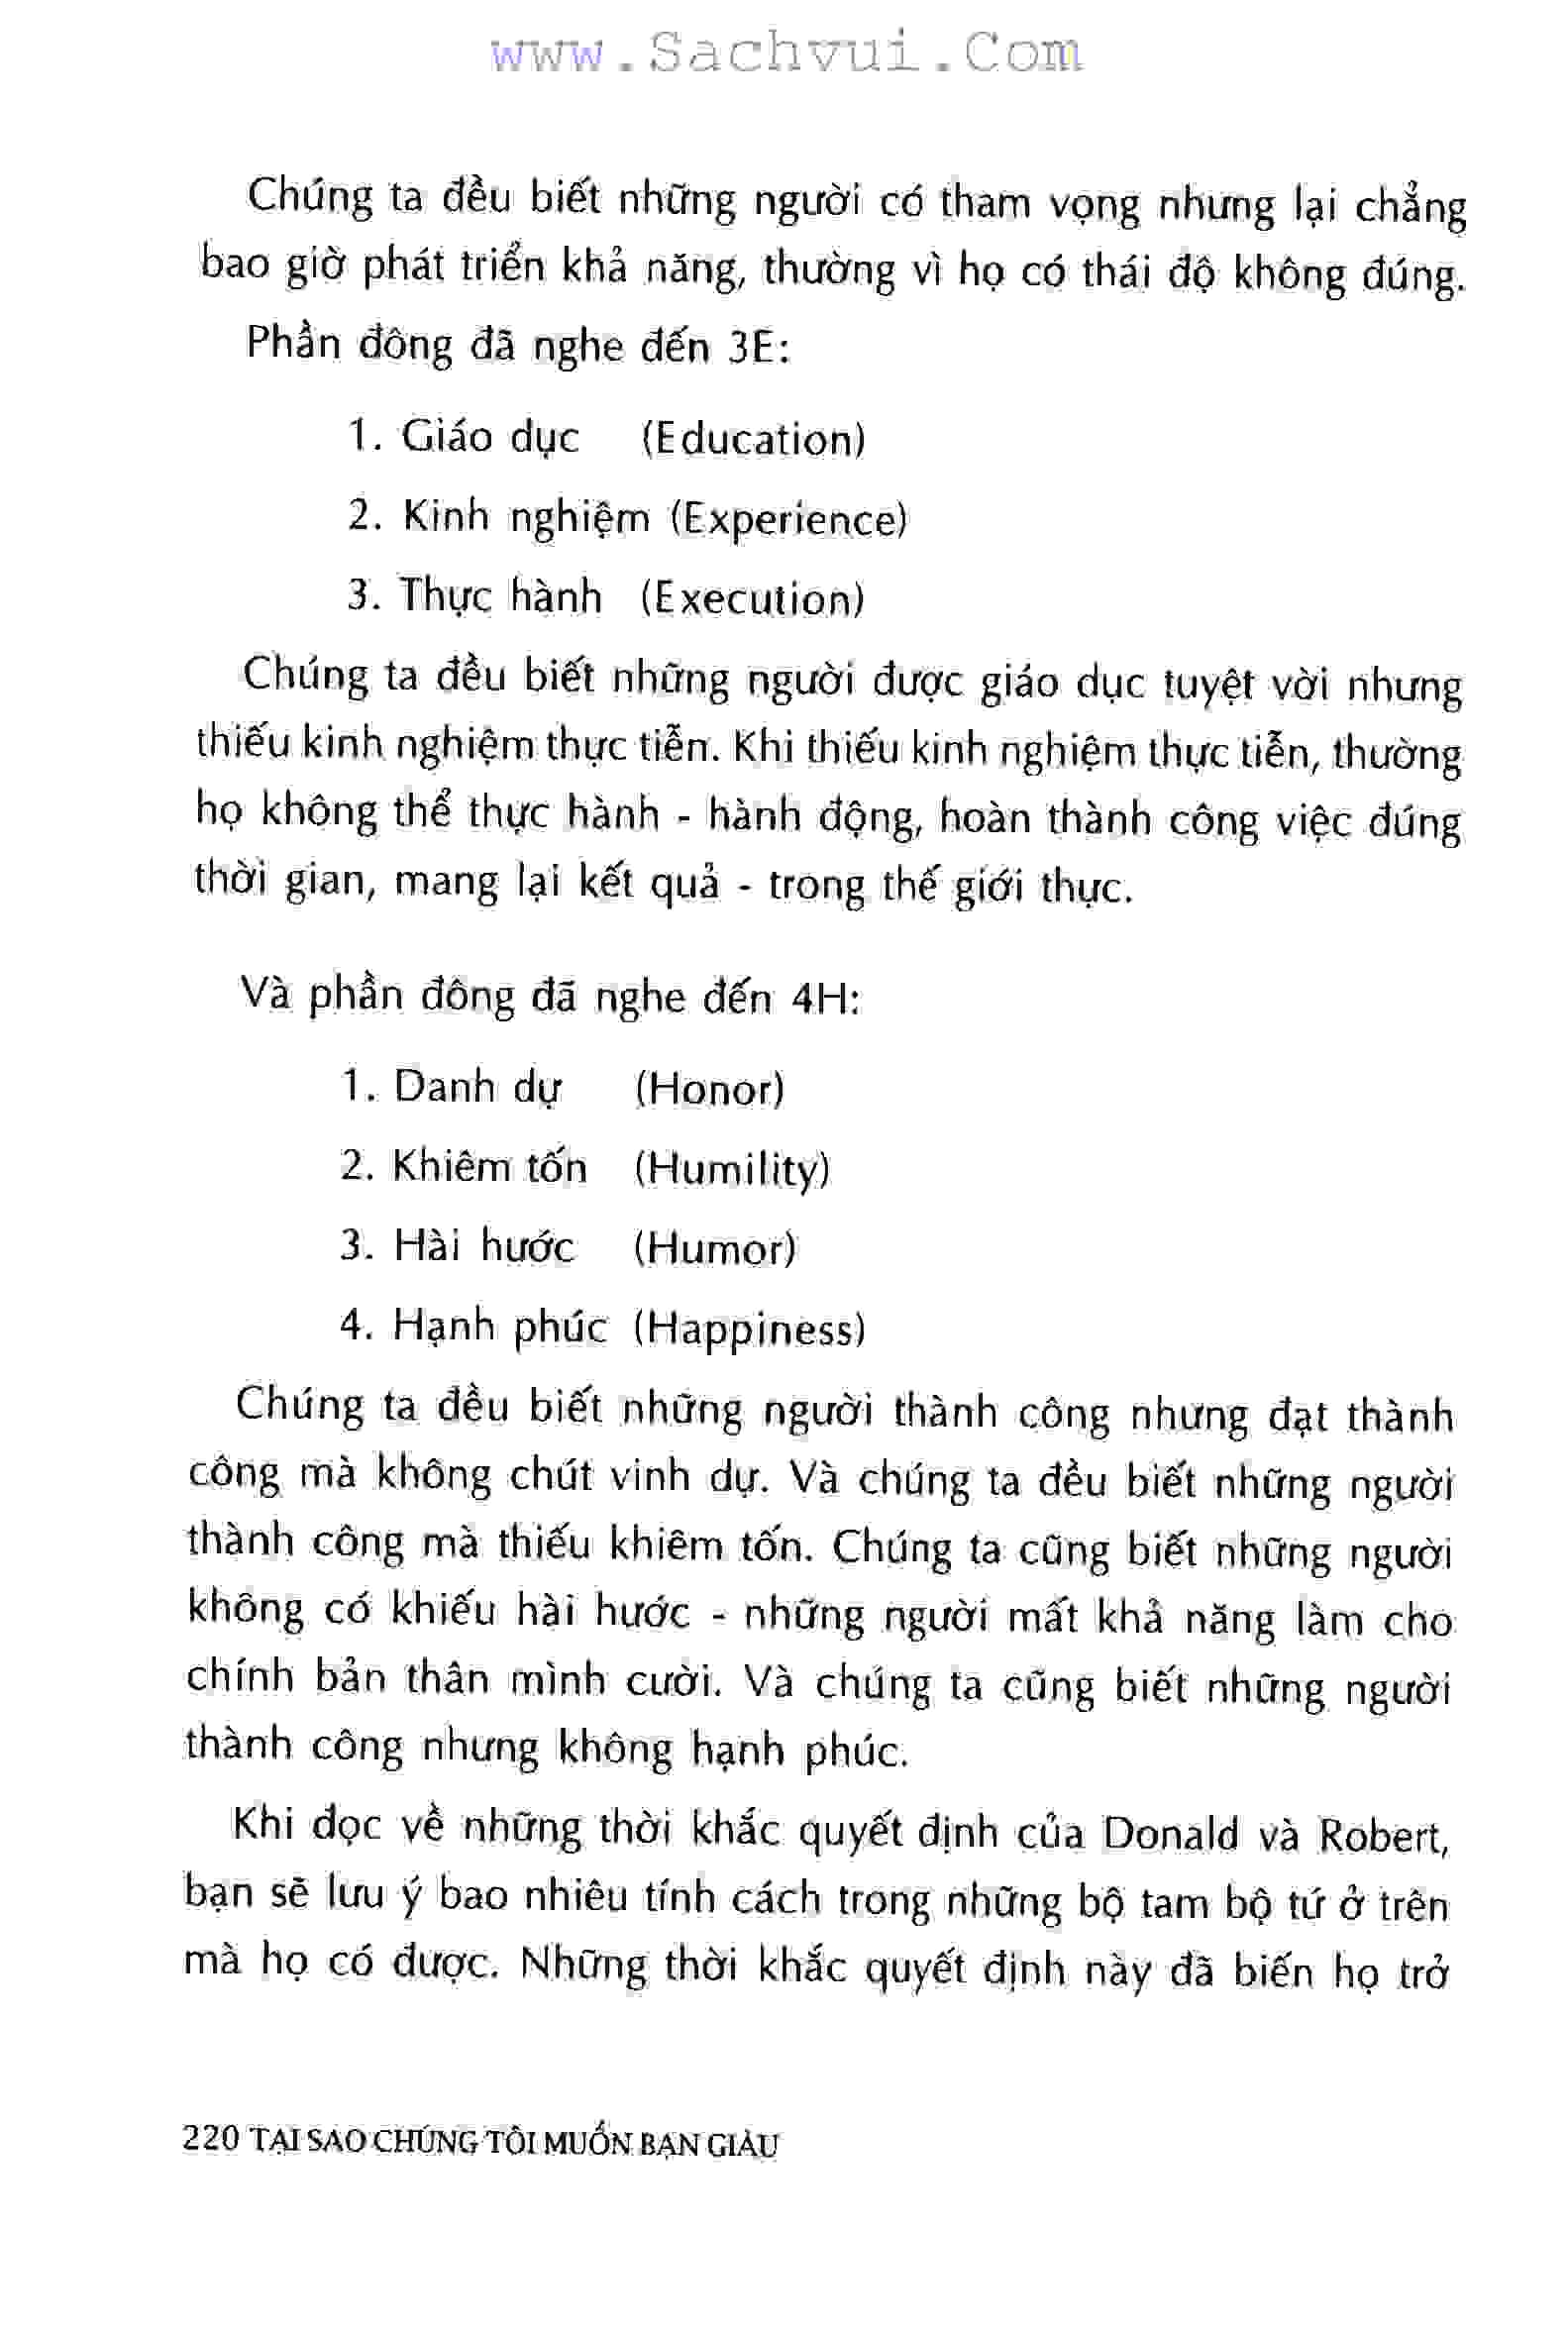 www.Sachvui.Com
Chúng ta đều biết những người có tham vọng nhưng lại chẳng
bao giờ phát triển khả năng, thường vì họ có thái độ không đúng.
Phần đông đã nghe đến 3E:
1. Giáo dục (Education)
2. Kinh nghiệm (Experience)
3. Thực hành (Execution)
Chúng ta đều biết những người được giáo dục tuyệt vời nhưng
thiếu kinh nghiệm thực tiễn. Khi thiếu kinh nghiệm thực tiễn, thường
họ không thể thực hành - hành động, hoàn thành công việc đúng
thời gian, mang lại kết quả - trong thế giới thực.
Và phần đông đã nghe đến 4H:
1. Danh dự (Honor)
2. Khiêm tốn (Humility)
3. Hài hước (Humor)
4. Hạnh phúc (Happiness)
Chúng ta đều biết những người thành công nhưng đạt thành
công mà không chút vinh dự. Và chúng ta đều biết những người
thành công mà thiếu khiêm tốn. Chúng ta cũng biết những người
không có khiếu hài hước - những người mất khả năng làm cho
chính bản thân mình cười. Và chúng ta cũng biết những người
thành công nhưng không hạnh phúc.
Khi đọc về những thời khắc quyết định của Donald và Robert,
bạn sẽ lưu ý bao nhiêu tính cách trong những bộ tam bộ tứ ở trên
mà họ có được. Những thời khắc quyết định này đã biến họ trở
220 TẠI SAO CHÚNG TÔI MUỐN BẠN GIÀU